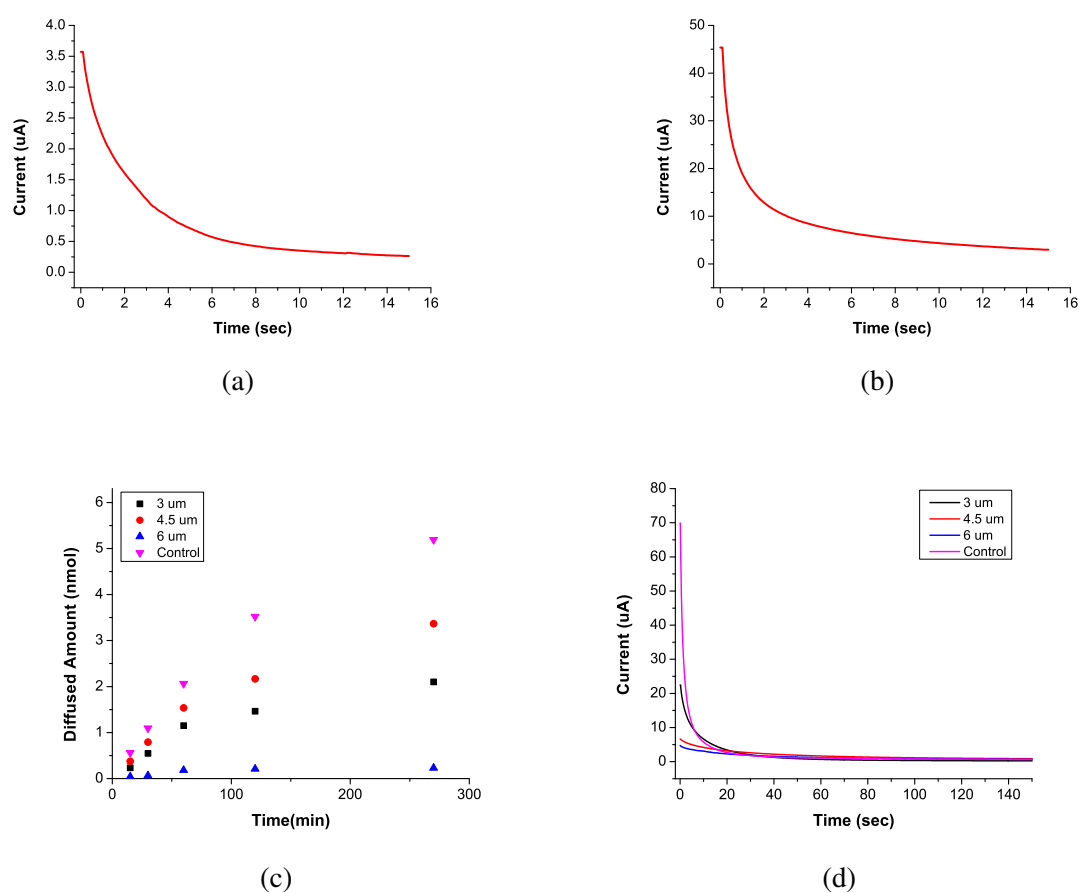 4.0
3.5
3.0
2.5
2.0
1.5
1.0
0.5
0.0
Current (uA)
0 2 4 6 8 10 12 14 16
Time (sec)
(a)
50
40
30
20
10
0
Current (uA)
0 2 4 6 8 10 12 14 16
Time (sec)
(b)
3 um
4.5 um
6 um
Control
6
5
4
3
2
1
0
Diffused Amount (nmol)
0 100 200 300
Time(min)
(c)
3 um
4.5 um
6 um
Control
80
70
60
50
40
30
20
10
0
Current (uA)
0 20 40 60 80 100 120 140
Time (sec)
(d)